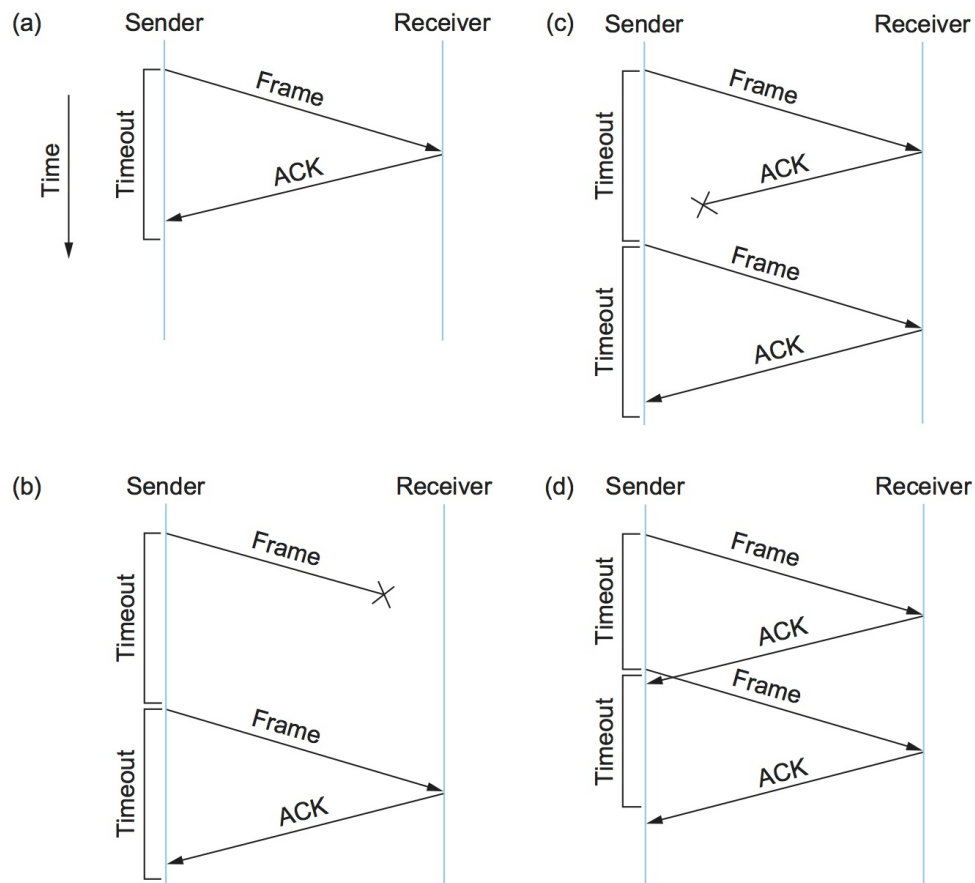 (a)
Sender
Receiver
Time
Timeout
Frame
ACK
(c)
Sender
Receiver
Timeout
Frame
ACK
Timeout
Frame
ACK
(b)
Sender
Receiver
Timeout
Frame
Timeout
Frame
ACK
(d)
Sender
Receiver
Timeout
Frame
ACK
Timeout
Frame
ACK